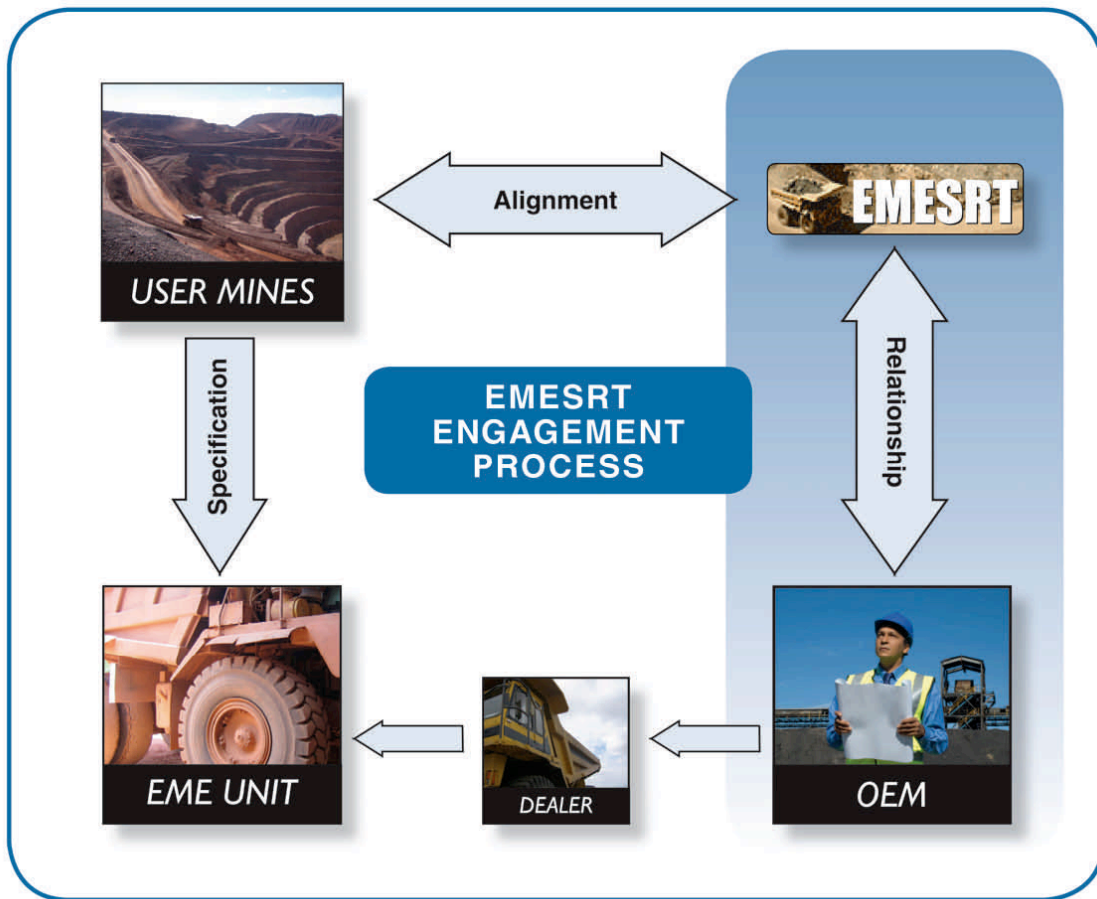 Alignment
EMESRT
USER MINES
Specification
EMESRT
ENGAGEMENT
PROCESS
Relationship
EME UNIT
DEALER
OEM